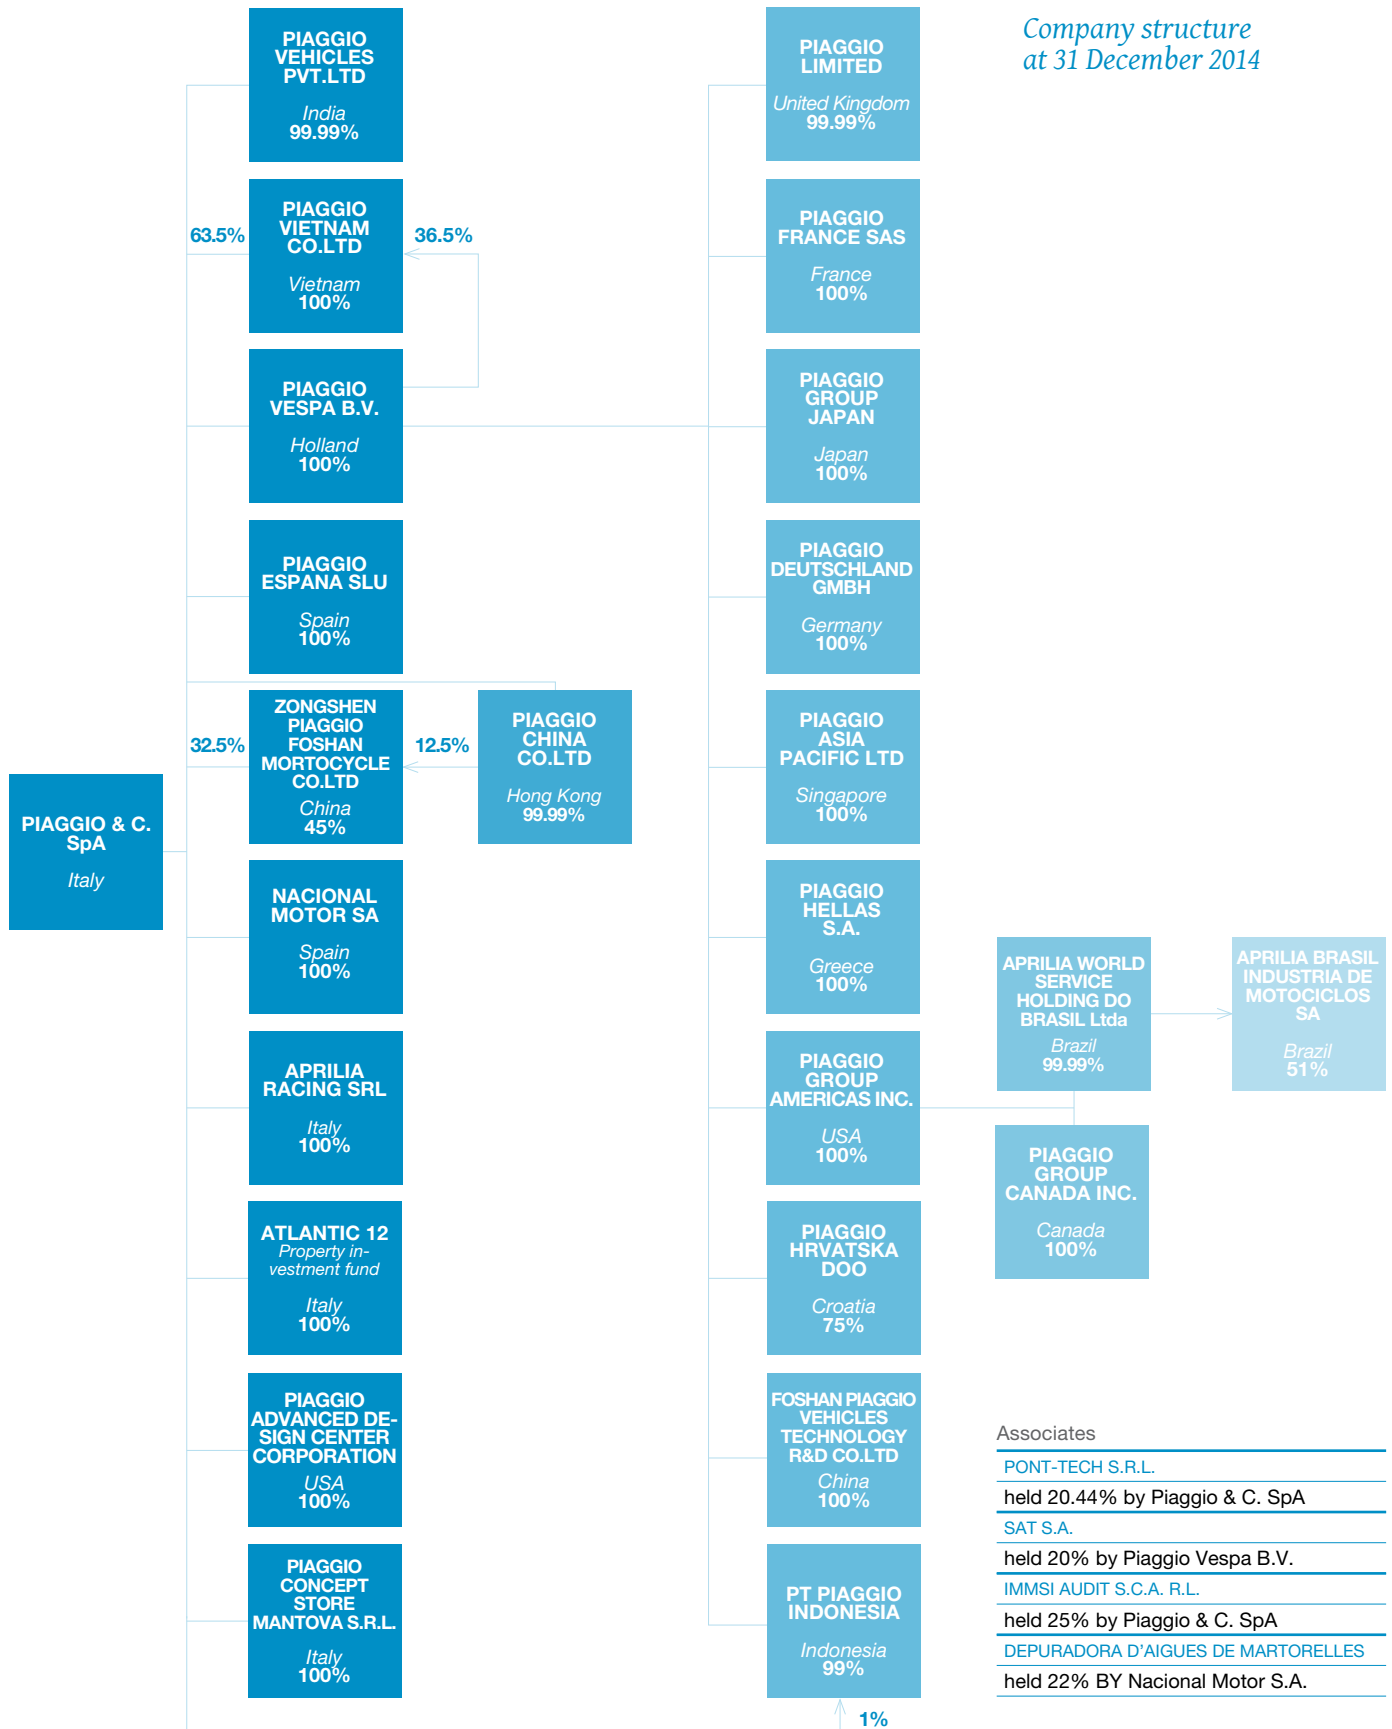 Company structure
at 31 December 2014
PIAGGIO & C.
SpA
Italy
PIAGGIO
VEHICLES
PVT.LTD
India
99.99%
63.5%
PIAGGIO
VIETNAM
CO.LTD
Vietnam
100%
36.5%
PIAGGIO
VESPA B.V.
Holland
100%
PIAGGIO
ESPANA SLU
Spain
100%
32.5%
ZONGSHEN
PIAGGIO
FOSHAN
MORTOCYCLE
CO.LTD
China
45%
12.5%
PIAGGIO
CHINA
CO.LTD
Hong Kong
99.99%
NACIONAL
MOTOR SA
Spain
100%
APRILIA
RACING SRL
Italy
100%
ATLANTIC 12
Property in-
vestment fund
Italy
100%
PIAGGIO
ADVANCED DE-
SIGN CENTER
CORPORATION
USA
100%
PIAGGIO
CONCEPT
STORE
MANTOVA S.R.L.
Italy
100%
PIAGGIO
LIMITED
United Kingdom
99.99%
PIAGGIO
FRANCE SAS
France
100%
PIAGGIO
GROUP
JAPAN
Japan
100%
PIAGGIO
DEUTSCHLAND
GMBH
Germany
100%
PIAGGIO
ASIA
PACIFIC LTD
Singapore
100%
PIAGGIO
HELLAS
S.A.
Greece
100%
PIAGGIO
GROUP
AMERICAS INC.
USA
100%
PIAGGIO
HRVATSKA
DOO
Croatia
75%
FOSHAN PIAGGIO
VEHICLES
TECHNOLOGY
R&D CO.LTD
China
100%
PT PIAGGIO
INDONESIA
Indonesia
99%
1%
APRILIA WORLD
SERVICE
HOLDING DO
BRASIL Ltda
Brazil
99.99%
APRILIA BRASIL
INDUSTRIA DE
MOTOCICLOS
SA
Brazil
51%
PIAGGIO
GROUP
CANADA INC.
Canada
100%
Associates
PONT-TECH S.R.L.
held 20.44% by Piaggio & C. SpA
SAT S.A.
held 20% by Piaggio Vespa B.V.
IMMSI AUDIT S.C.A. R.L.
held 25% by Piaggio & C. SpA
DEPURADORA D'AIGUES DE MARTORELLES
held 22% BY Nacional Motor S.A.